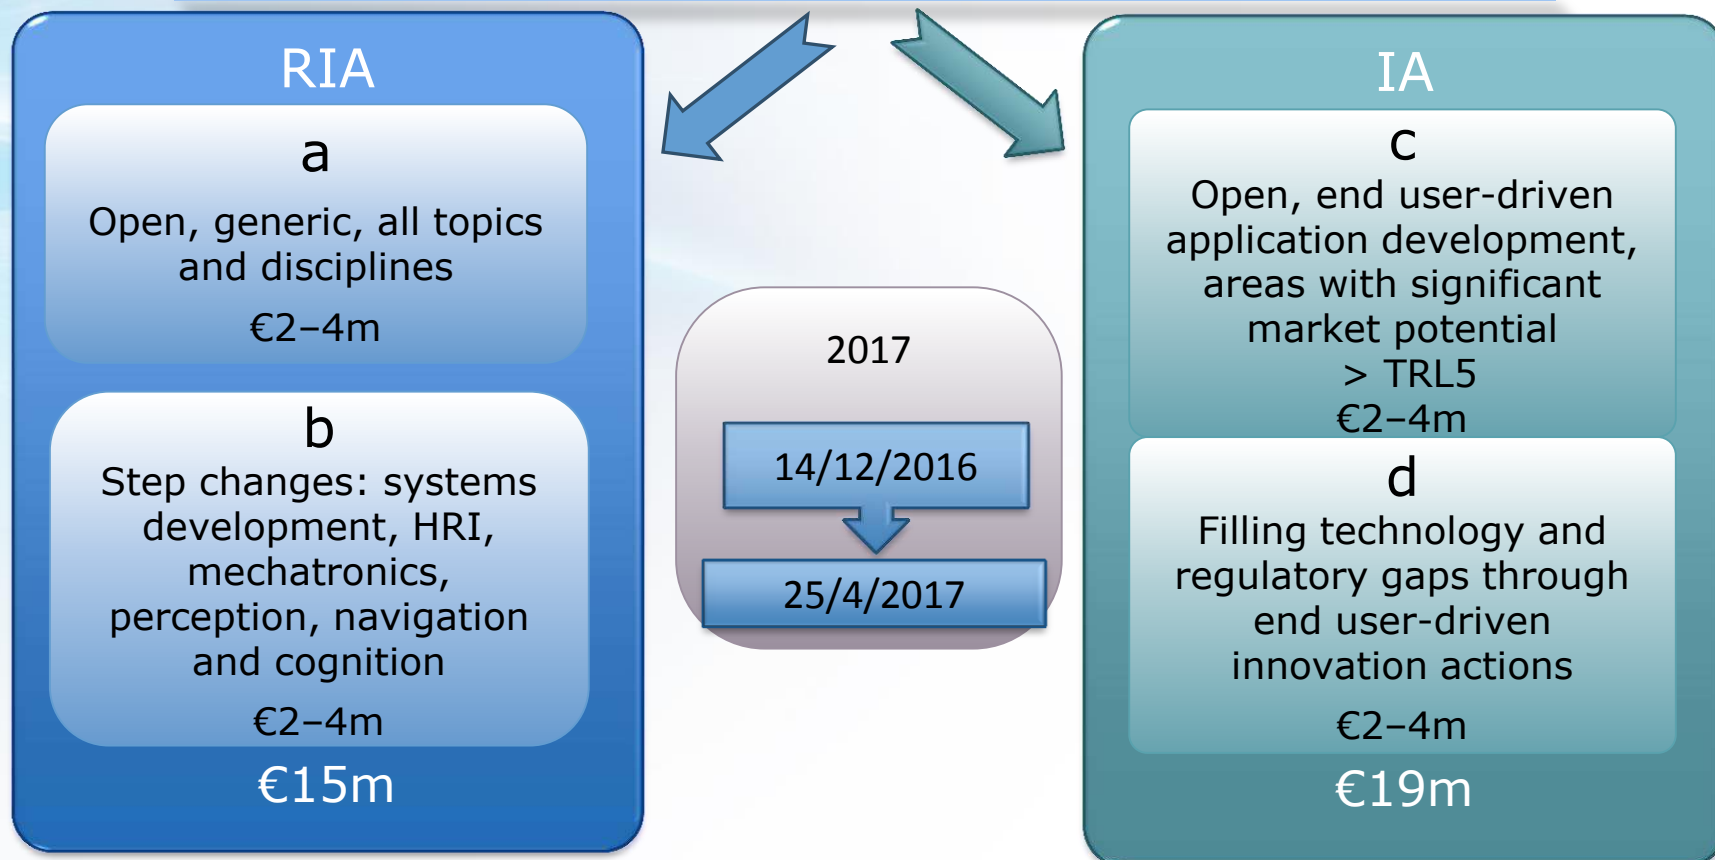 RIA
a
Open, generic, all topics
and disciplines
€2–4m
b
Step changes: systems
development, HRI,
mechatronics,
perception, navigation
and cognition
€2–4m
€15m
2017
14/12/2016
25/4/2017
IA
c
Open, end user-driven
application development,
areas with significant
market potential
> TRL5
€2–4m
d
Filling technology and
regulatory gaps through
end user-driven
innovation actions
€2–4m
€19m